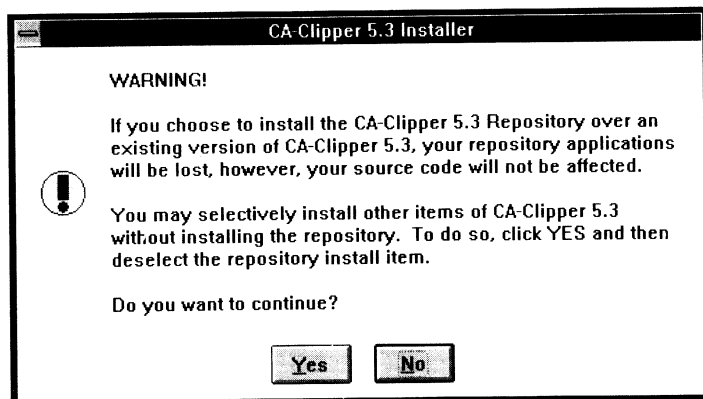 CA-Clipper 5.3 Installer
WARNING!
If you choose to install the CA-Clipper 5.3 Repository over an
existing version of CA-Clipper 5.3, your repository applications
will be lost, however, your source code will not be affected.
You may selectively install other items of CA-Clipper 5.3
without installing the repository. To do so, click YES and then
deselect the repository install item.
Do you want to continue?
Yes No